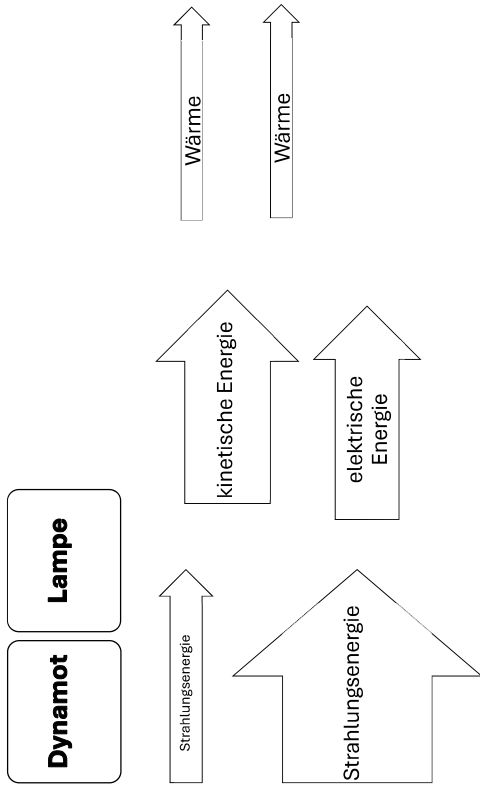 Dynamot
Lampe
Strahlungsenergie
Strahlungsenergie
kinetische Energie
elektrische
Energie
Wärme
Wärme